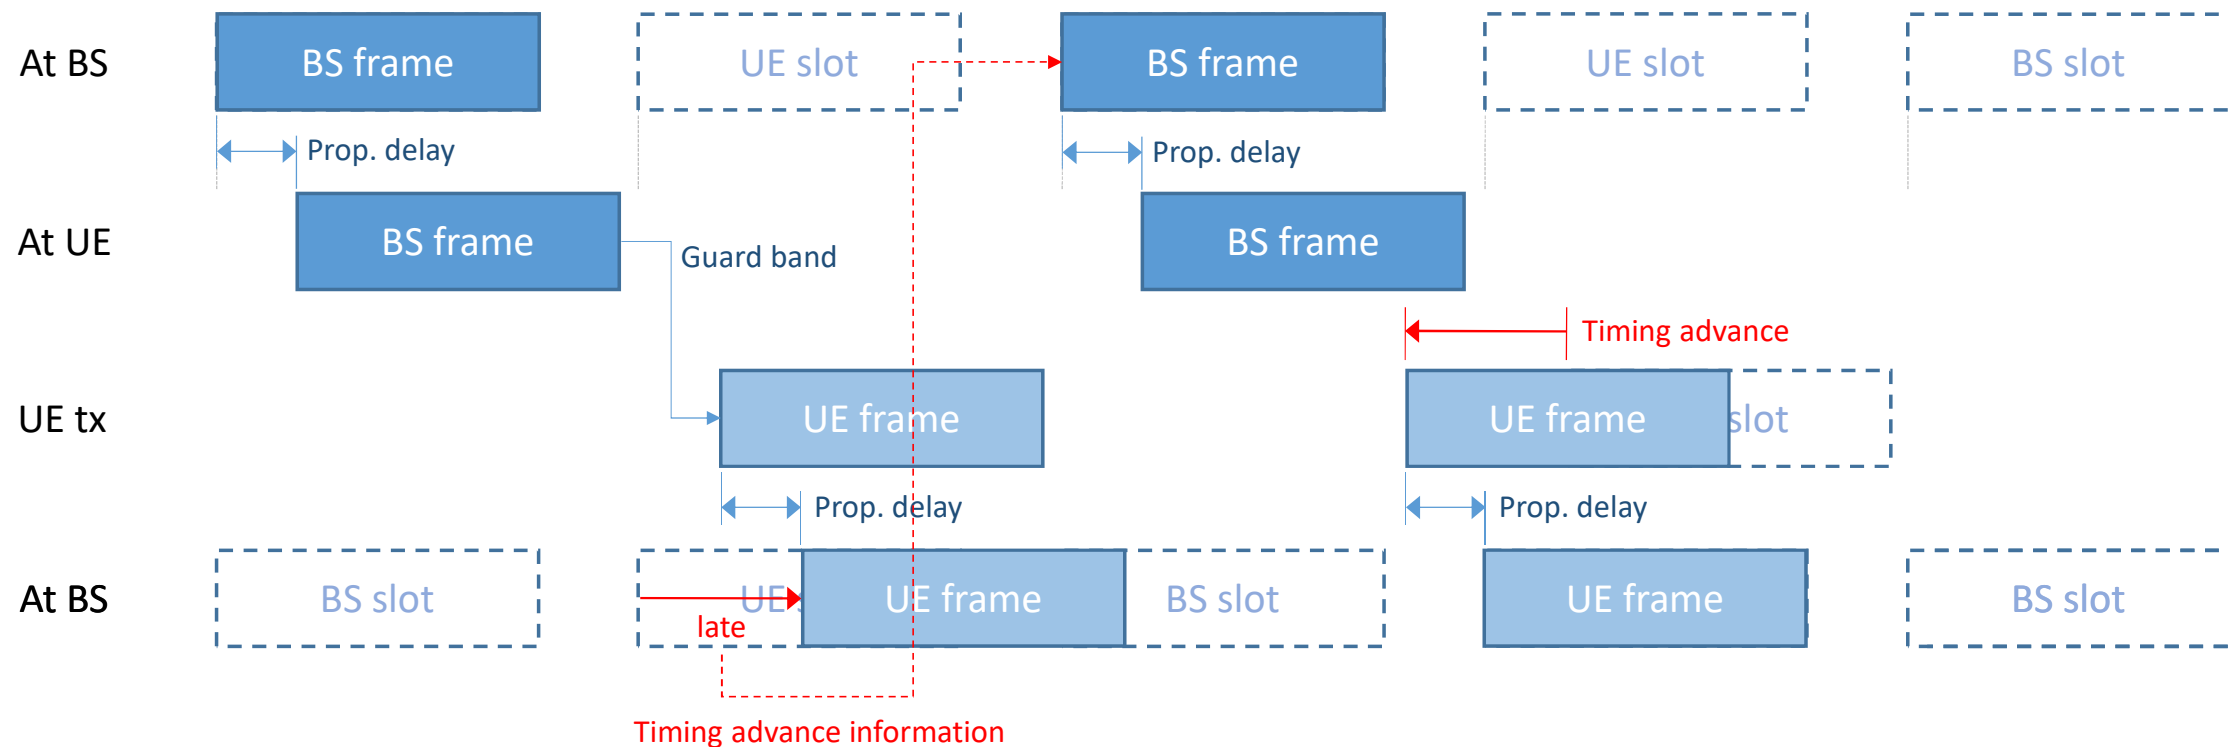 At BS
BS frame
UE slot
BS frame
UE slot
BS slot
Prop. delay
Prop. delay
At UE
BS frame
Guard band
BS frame
Timing advance
UE tx
UE frame
UE frame
slot
Prop. delay
Prop. delay
At BS
BS slot
UE s
late
UE frame
BS slot
UE frame
BS slot
Timing advance information